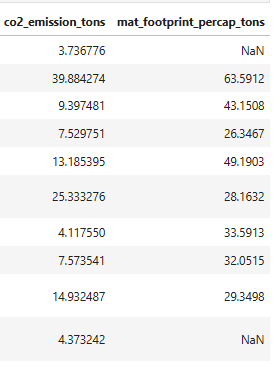 co2_emission_tons mat_footprint_percap_tons
3.736776 NaN
39.884274 63.5912
9.397481 43.1508
7.529751 26.3467
13.185395 49.1903
25.333276 28.1632
4.117550 33.5913
7.573541 32.0515
14.932487 29.3498
4.373242 NaN